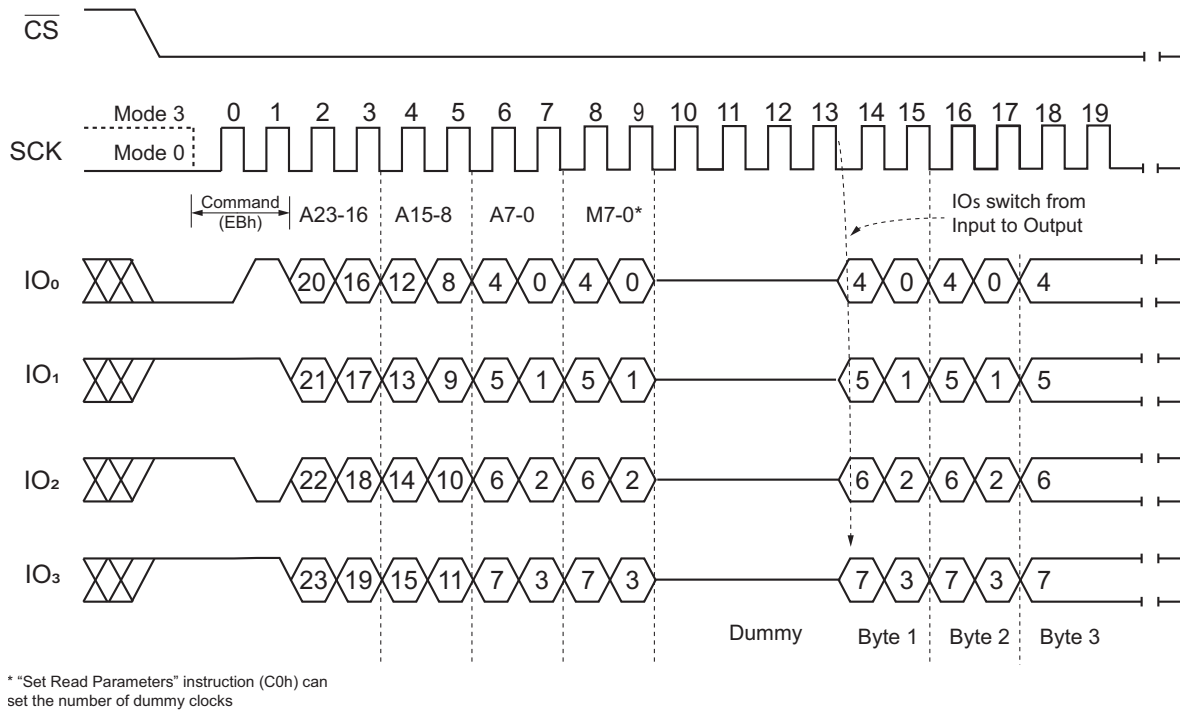 CS
Mode 3
0 1 2 3 4 5 6 7 8 9 10 11 12 13 14 15 16 17 18 19
SCK
Mode 0
Command
(EBh)
A23-16 A15-8 A7-0 M7-0*
IOs switch from
Input to Output
IO₀ 20 16 12 8 4 0 4 0 4 0 4 0 4
IO₁ 21 17 13 9 5 1 5 1 5 1 5 1 5
IO₂ 22 18 14 10 6 2 6 2 6 2 6 2 6
IO₃ 23 19 15 11 7 3 7 3 7 3 7 3 7
Dummy Byte 1 Byte 2 Byte 3
* “Set Read Parameters” instruction (C0h) can
set the number of dummy clocks